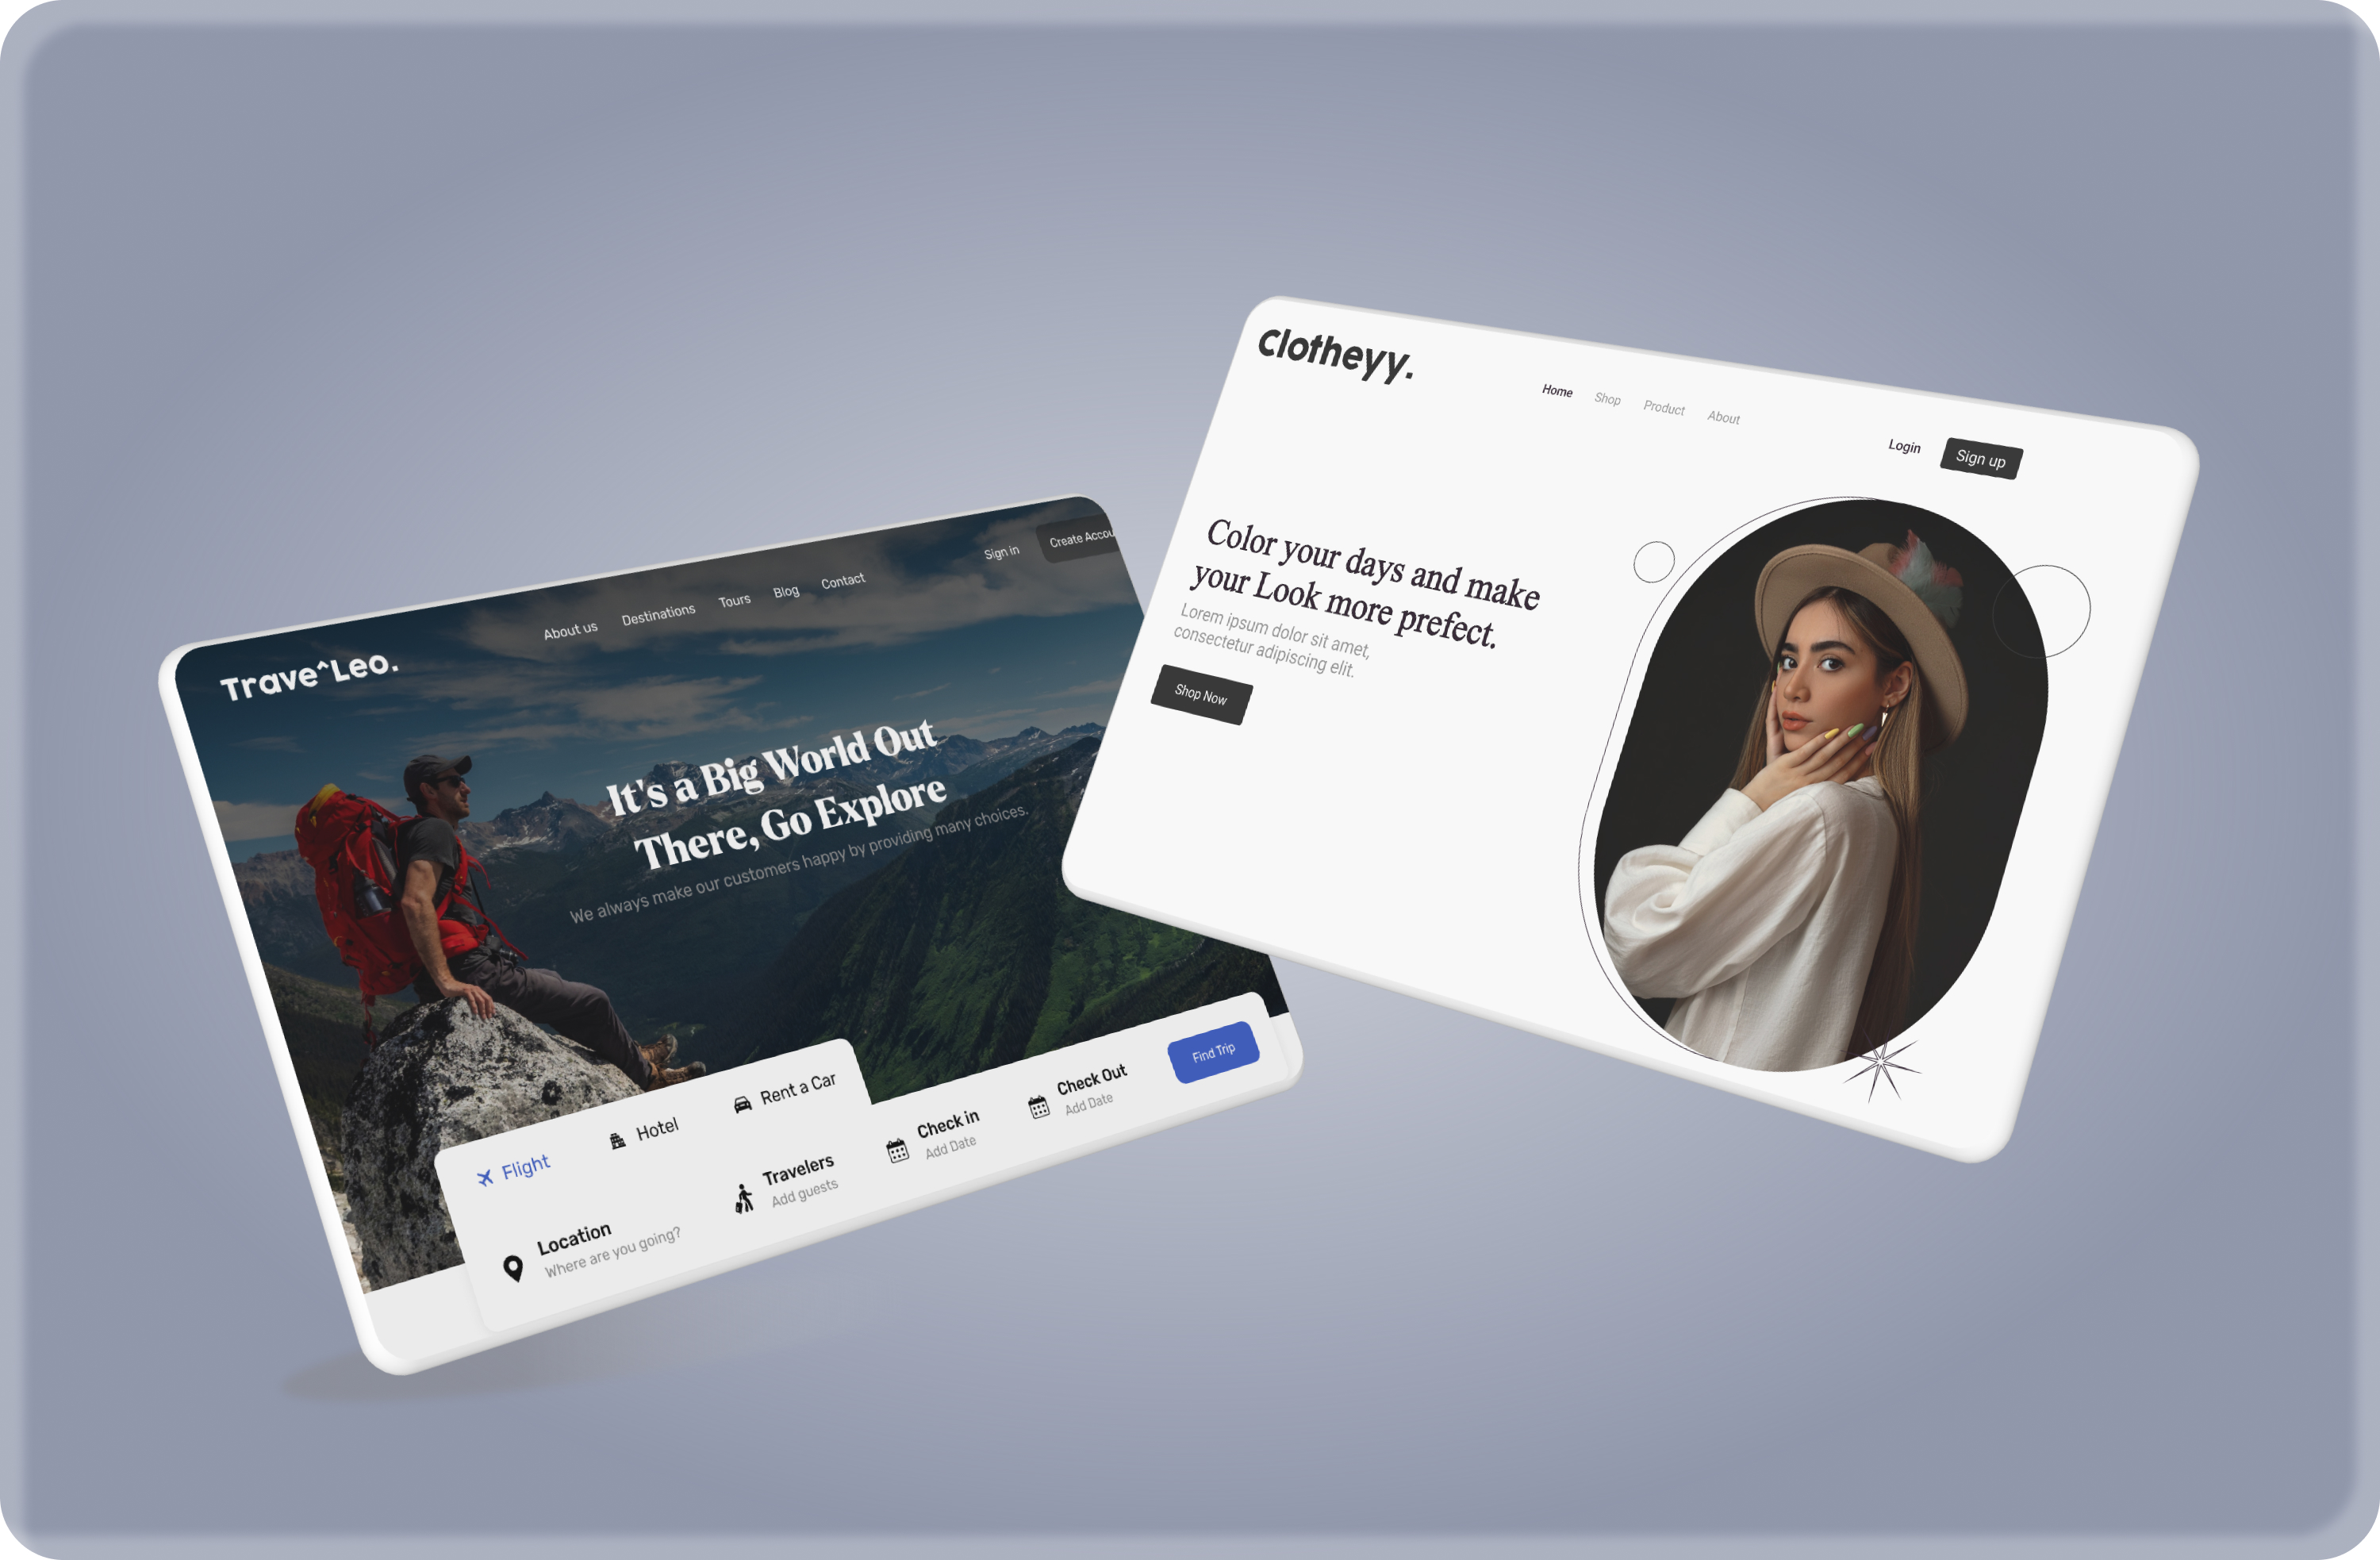 Trave^Leo.
About us
Destinations
Tours
Blog
Contact
Sign in
Create Accou
It's a Big World Out
There, Go Explore
We always make our customers happy by providing many choices.
Flight
Hotel
Rent a Car
Location
Where are you going?
Travelers
Add guests
Check in
Add Date
Check Out
Add Date
Find Trip
Clotheyy.
Home
Shop
Product
About
Login
Sign up
Color your days and make
your Look more prefect.
Lorem ipsum dolor sit amet,
consectetur adipiscing elit.
Shop Now